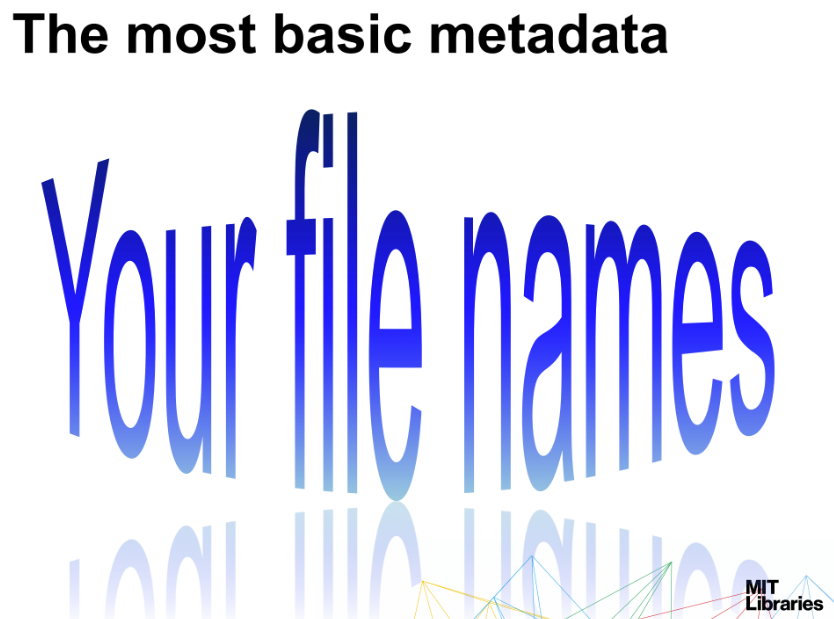 The most basic metadata
Your file names
MIT
Libraries